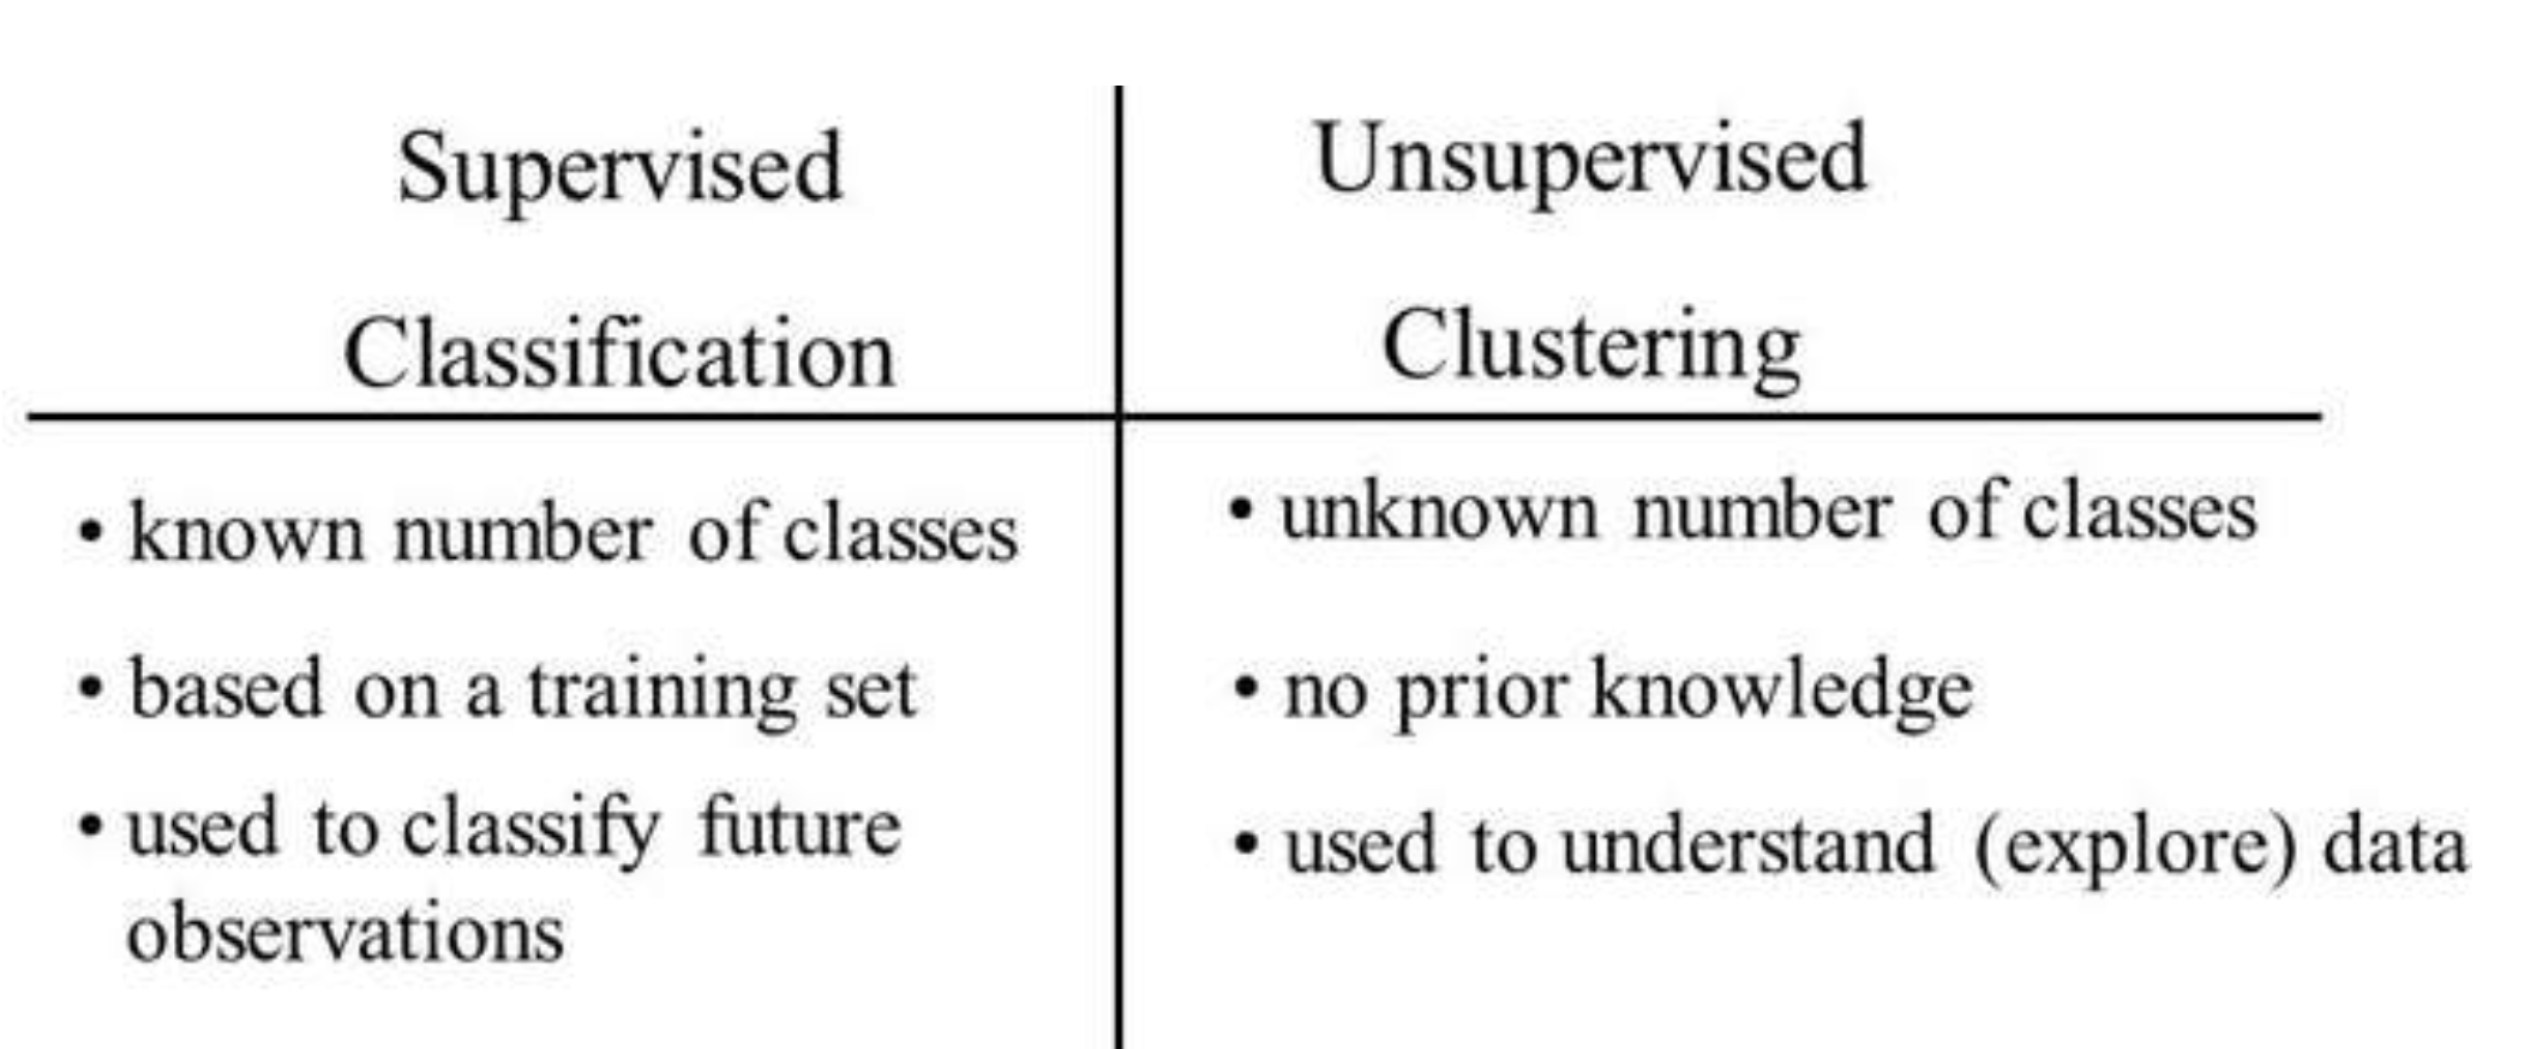 Supervised
Classification
• known number of classes
• based on a training set
• used to classify future
observations
Unsupervised
Clustering
• unknown number of classes
• no prior knowledge
• used to understand (explore) data